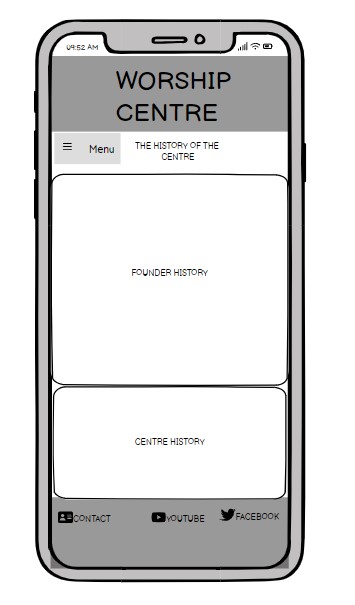 09:52 AM
WORSHIP
CENTRE
Menu
THE HISTORY OF THE
CENTRE
FOUNDER HISTORY
CENTRE HISTORY
CONTACT
YOUTUBE
FACEBOOK